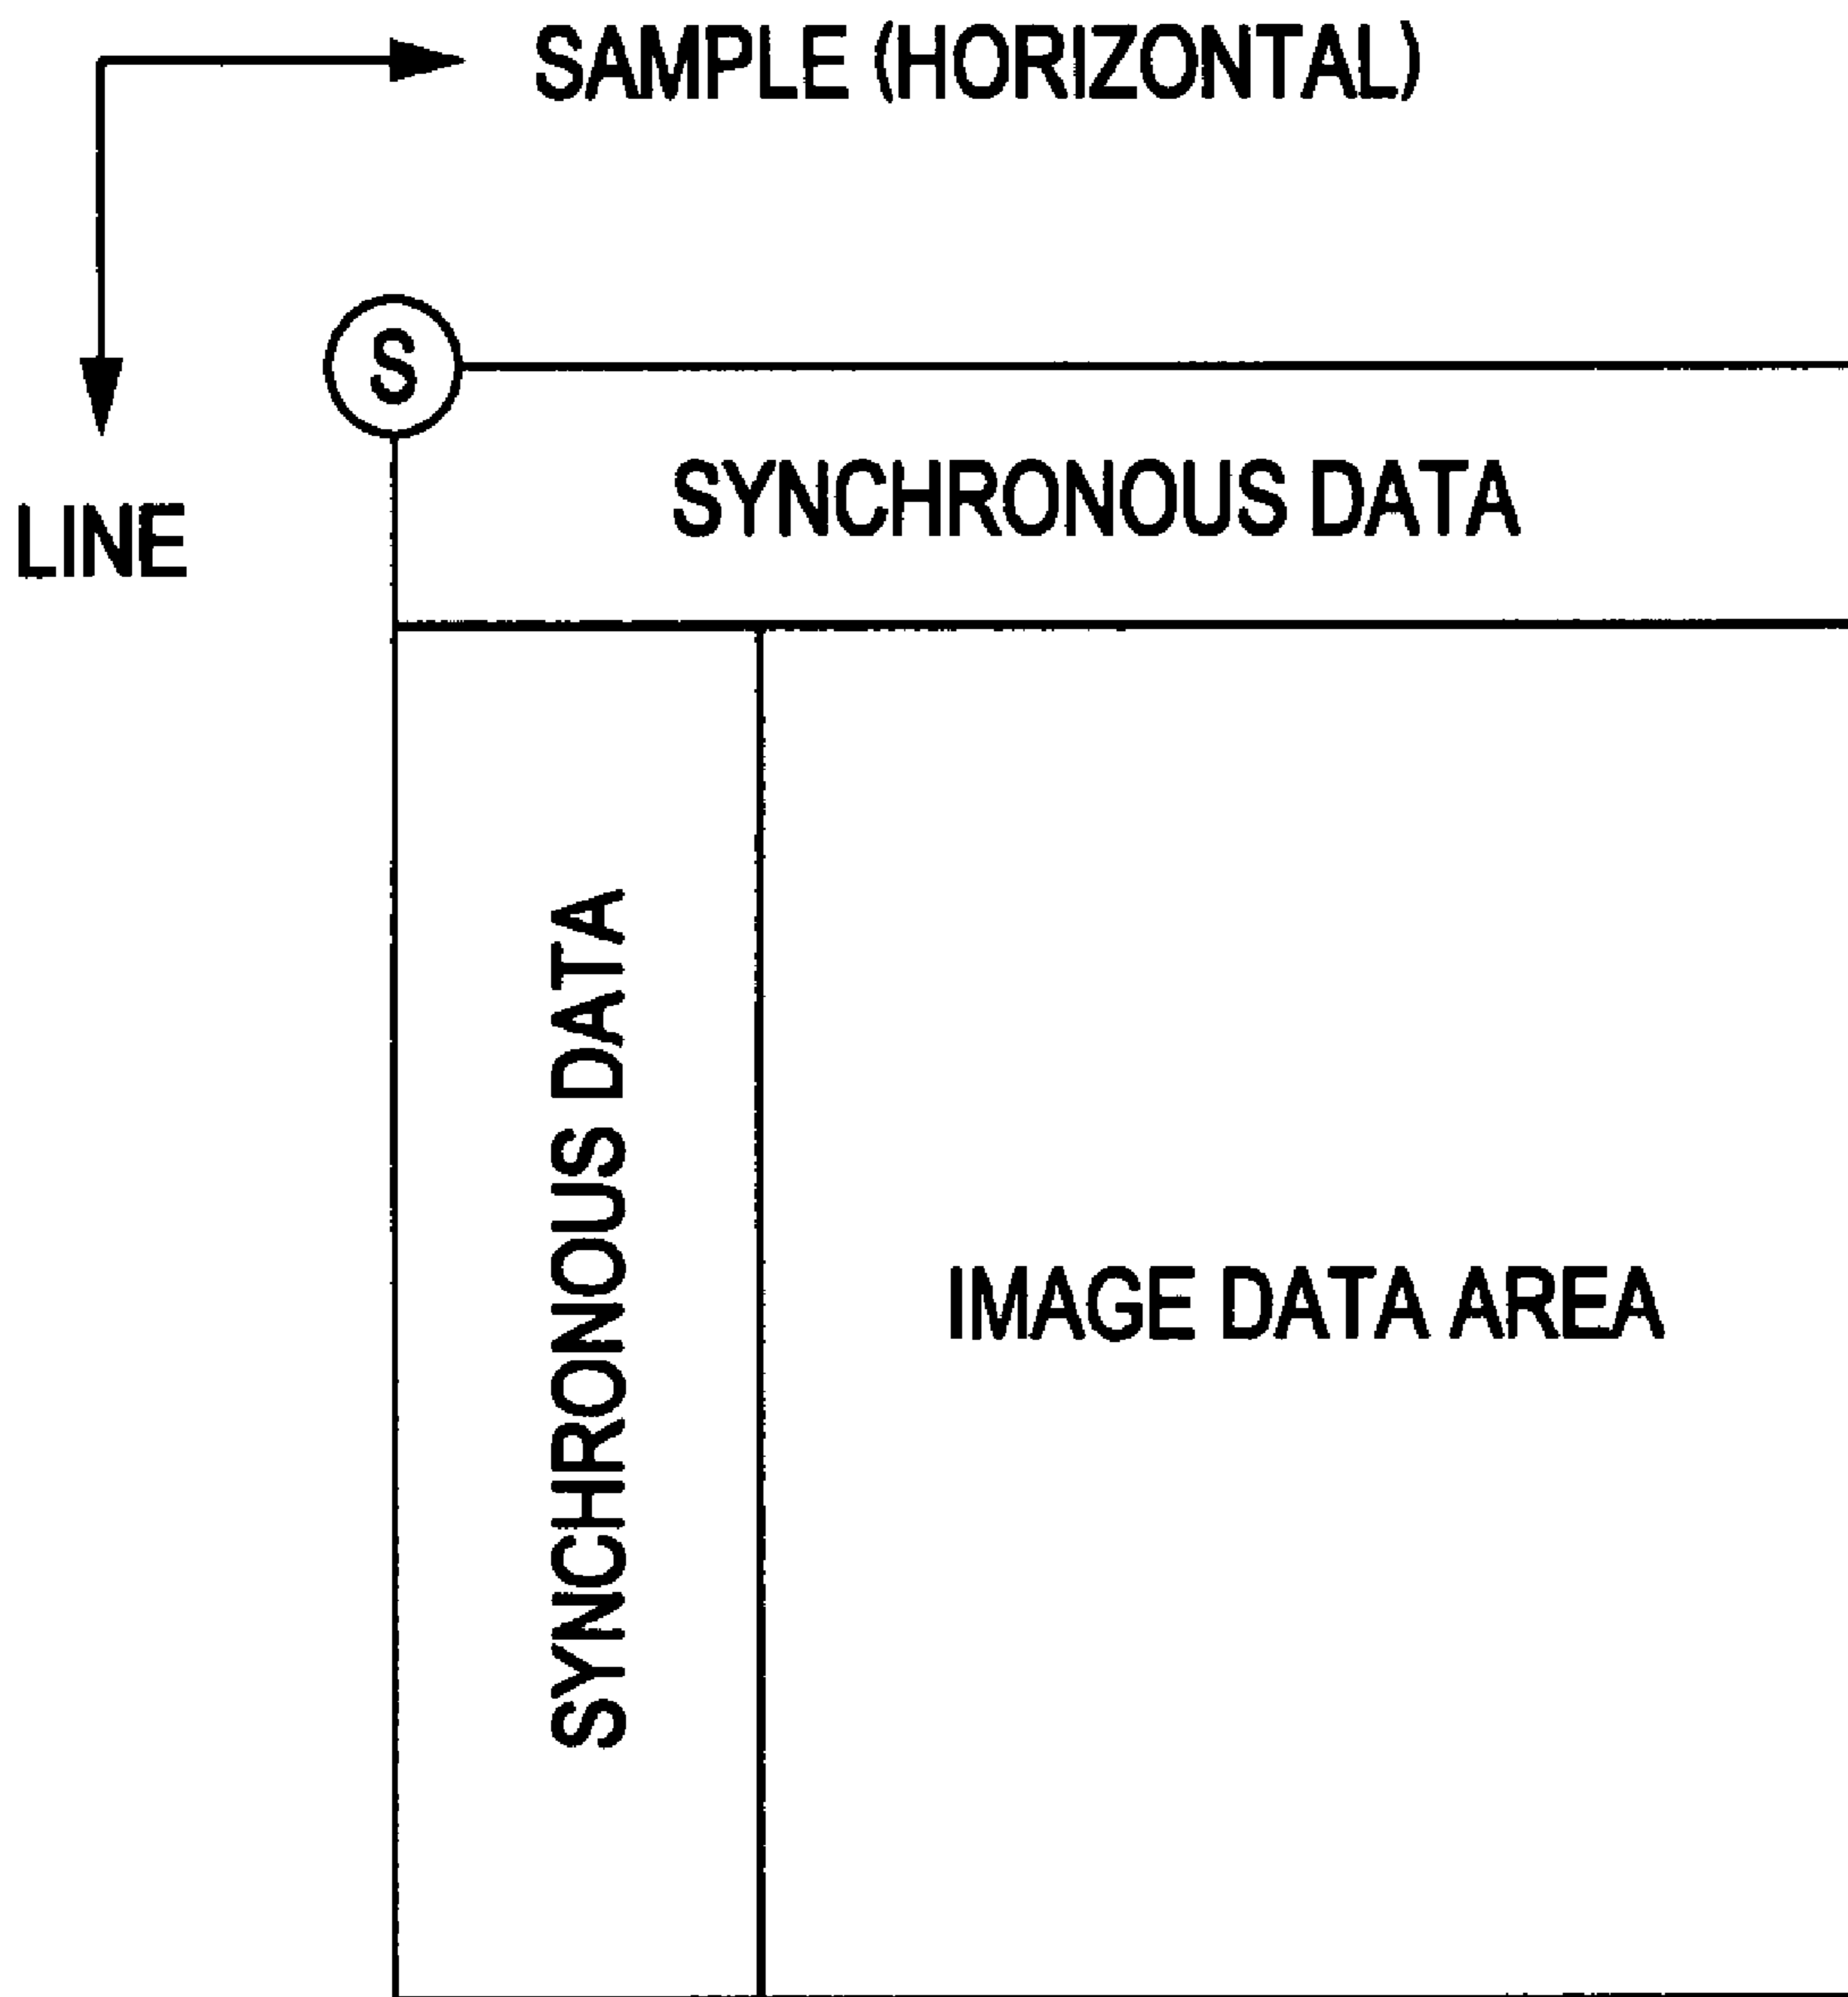 SAMPLE (HORIZONTAL)
S
SYNCHRONOUS DATA
LINE
SYNCHRONOUS DATA
IMAGE DATA AREA